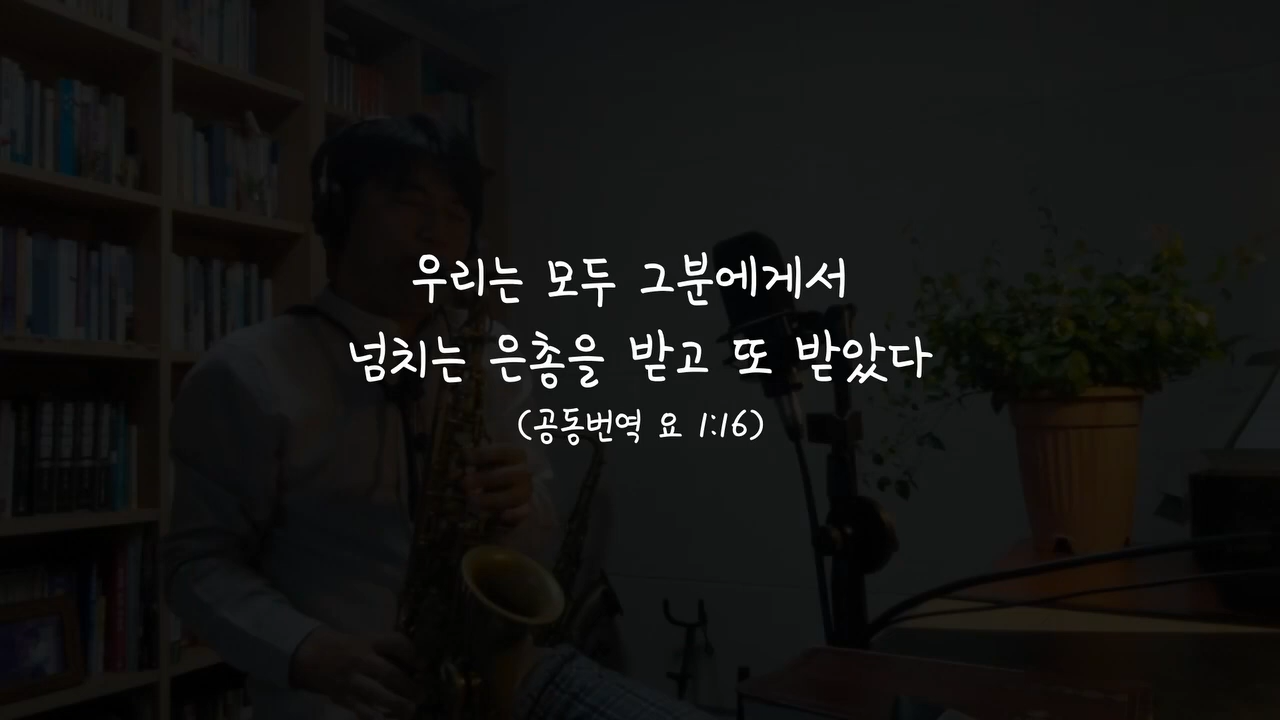 우리는 모두 그분에게서
넘치는 은총을 받고 또 받았다
(공동번역 요 1:16)